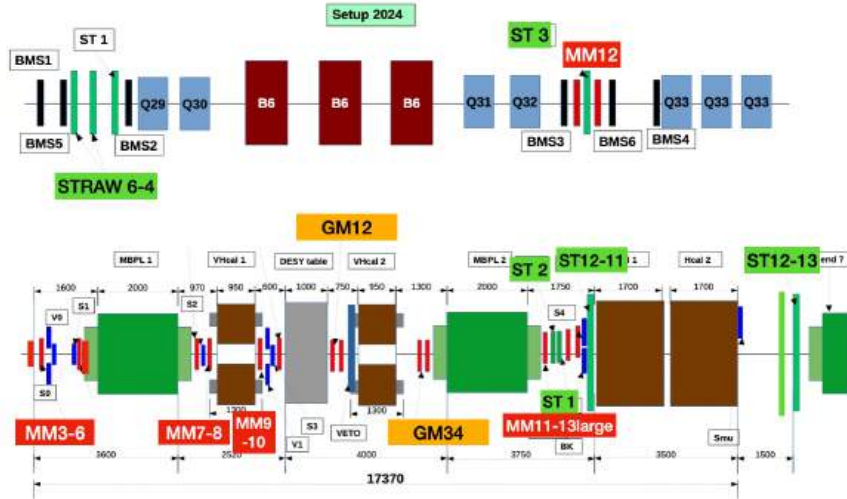 Setup 2024
ST 1
ST 3
MM12
BMS1
Q29
Q30
B6
B6
B6
Q31
Q32
Q33
Q33
Q33
BMS5
BMS2
BMS3
BMS6
BMS4
STRAW 6-4
GM12
MBPL 1
VHcal 1
DESY table
VHcal 2
MBPL 2
ST 2
ST12-11
Hcal 2
ST12-13
end ?
1600
2000
970
950
600
1000
750
950
1300
2000
1750
1700
1700
V0
S1
S2
S4
S0
1300
1300
MM3-6
MM7-8
MM9
-10
V1
S3
VETO
GM34
ST 1
MM11-13large
BK
Smu
3600
2520
4000
3750
3500
1500
17370